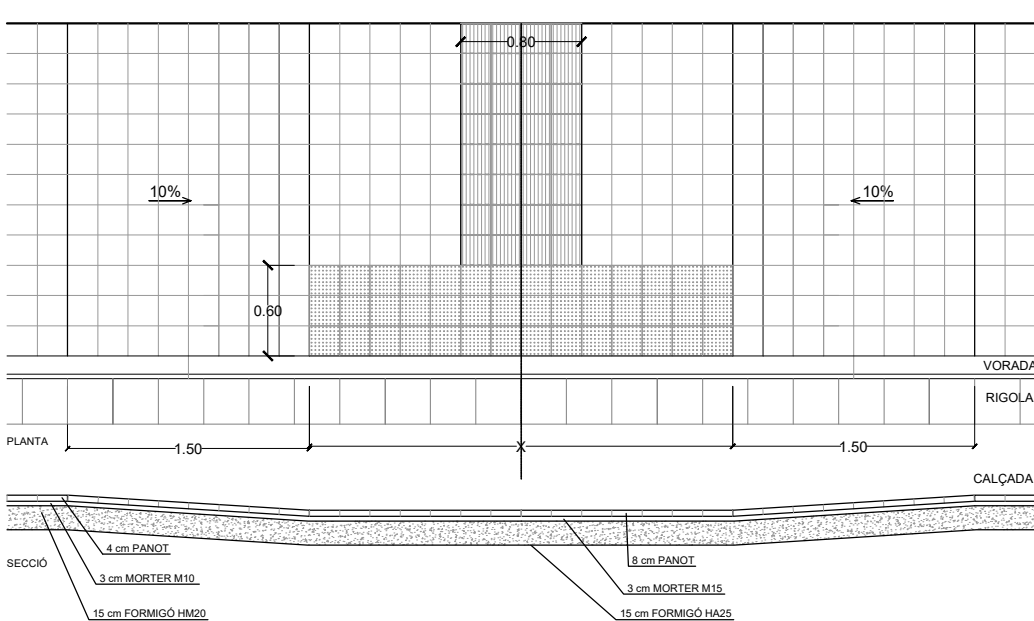 0.80
10%
10%
0.60
VORADA
RIGOLA
PLANTA
1.50
X
1.50
CALÇADA
4 cm PANOT
8 cm PANOT
SECCIÓ
3 cm MORTER M10
3 cm MORTER M15
15 cm FORMIGÓ HM20
15 cm FORMIGÓ HA25